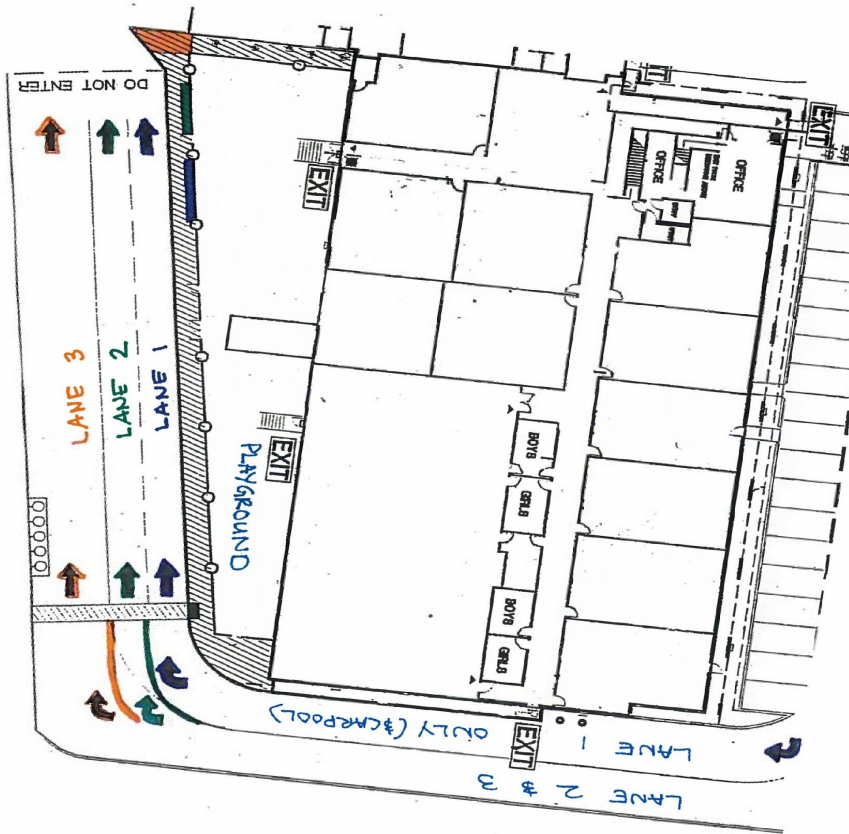 DO NOT ENTER
EXIT
EXIT
OFFICE
OFFICE
EXIT
LANE 3
LANE 2
LANE 1
PLAYGROUND
EXIT
BOYS
GIRLS
BOYS
GIRLS
LANE 1
ONLY (& CARPOOL)
EXIT
LANE 2 & 3